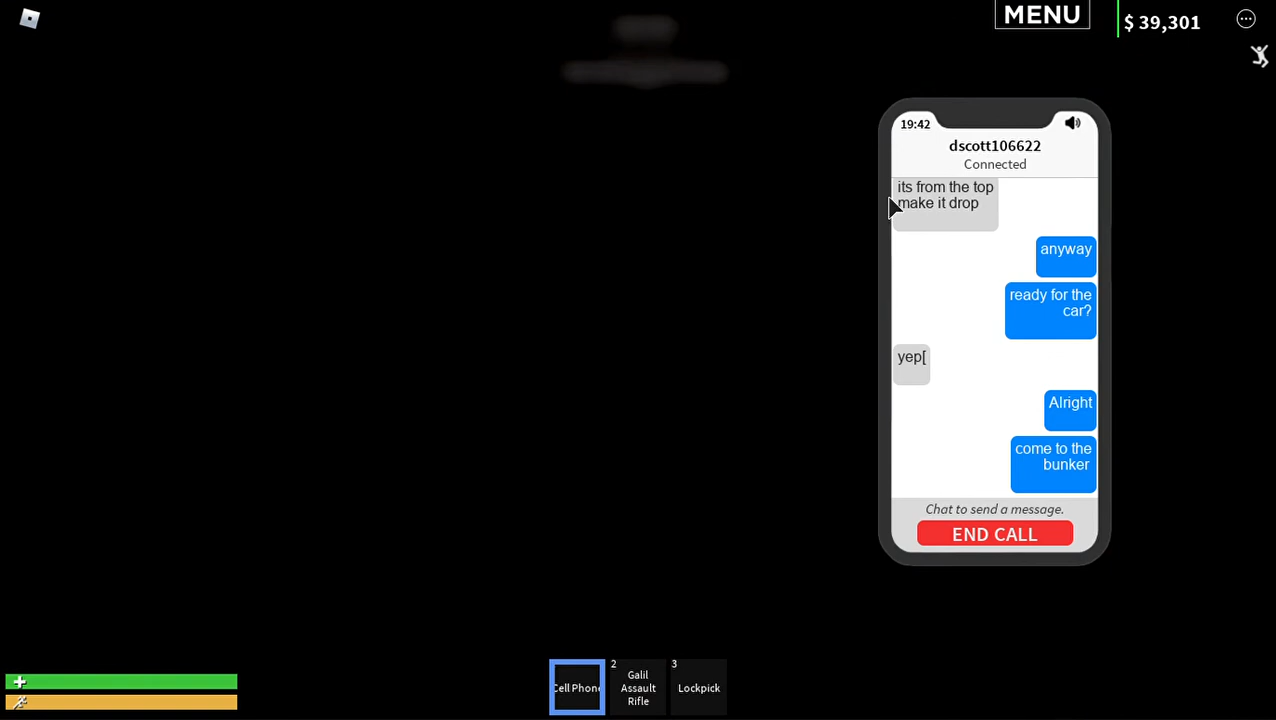 MENU
$ 39,301
19:42
dscott106622
Connected
its from the top
make it drop
anyway
ready for the
car?
yep[
Alright
come to the
bunker
Chat to send a message.
END CALL
Cell Phone
2
Galil
Assault
Rifle
3
Lockpick